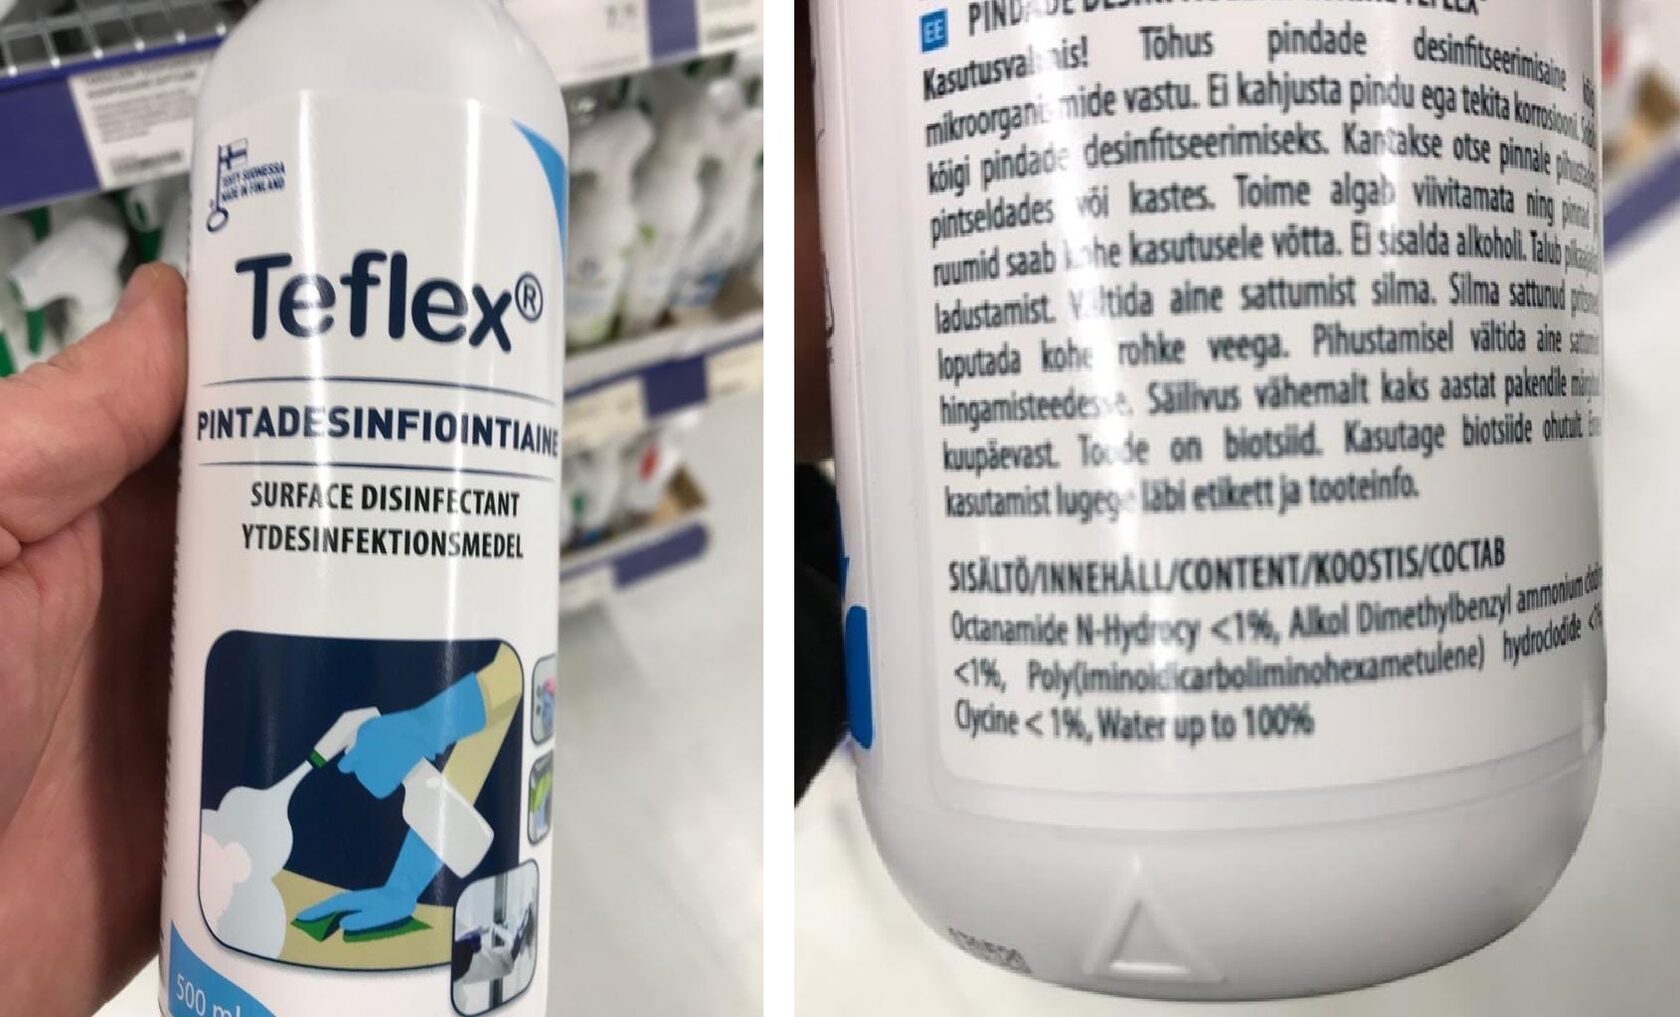 TEHTY SUOMESSA
MADE IN FINLAND
Teflex®
PINTADESINFIOINTIAINE
SURFACE DISINFECTANT
YTDESINFEKTIONSMEDEL
500 ml
EE
Tõhus pindade desinfitseerimisaine
vastu. Ei kahjusta pindu ega tekita korrosiooni.
kõigi pindade desinfitseerimiseks. Kantakse otse pinnale
pintseldades või kastes. Toime algab viivitamata ning pinnad
ruumid saab kohe kasutusele võtta. Ei sisalda alkoholi. Talub
ladustamist. Vältida aine sattumist silma. Silma sattunud
loputada kohe rohke veega. Pihustamisel vältida aine
Säilivus vähemalt kaks aastat pakendile
kuupäevast. Toode on biotsiid. Kasutage biotsiide ohutult.
kasutamist lugege läbi etikett ja tooteinfo.
SISÄLTÖ/INNEHÅLL/CONTENT/KOOSTIS/COCTAB
Octanamide N-Hydrocy <1%, Alkol Dimethylbenzyl ammonium
<1%, Poly(iminoidicarboliminohexametulene) hydroclodide
Clycine < 1%, Water up to 100%